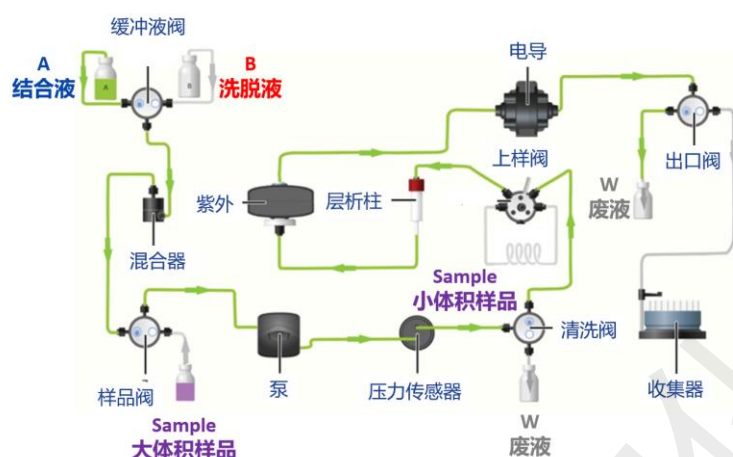 缓冲液阀
A
结合液
A
B
B
洗脱液
电导
上样阀
出口阀
W
废液
紫外
层析柱
混合器
Sample
小体积样品
清洗阀
样品阀
泵
压力传感器
收集器
Sample
大体积样品
W
废液